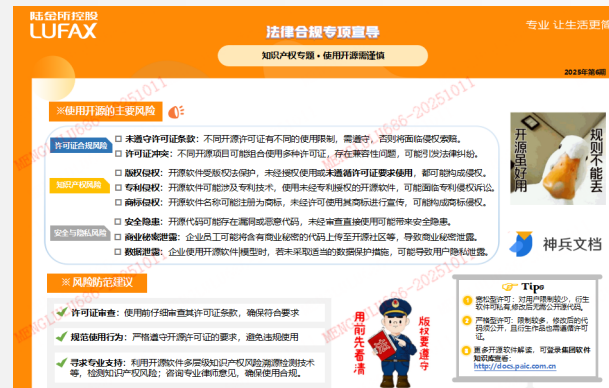 陆金所控股
LUFAX
专业 让生活更简
法律合规专项宣导
知识产权专题·使用开源需谨慎
2025年第6期
※使用开源的主要风险
许可证合规风险
□ 未遵守许可证条款：不同开源许可证有不同的使用限制，需遵守，否则将面临侵权索赔。
□ 许可证冲突：不同开源项目可能组合使用多种许可证，存在兼容性问题，可能引发法律纠纷。
知识产权风险
□ 版权侵权：开源软件受版权法保护，未经授权使用或未遵循许可证要求使用，都可能构成侵权。
□ 专利侵权：开源软件可能涉及专利技术，使用未经专利授权的开源软件，可能面临专利侵权诉讼。
□ 商标侵权：开源软件名称可能注册为商标，未经许可使用其商标进行宣传，可能构成商标侵权。
安全与隐私风险
□ 安全隐患：开源代码可能存在漏洞或恶意代码，未经审查直接使用可能带来安全隐患。
□ 商业秘密泄露：企业员工可能将含有商业秘密的代码上传至开源社区等，导致商业秘密泄露。
□ 数据泄露：企业使用开源软件|模型时，若未采取适当的数据保护措施，可能导致用户隐私泄露。
开源虽好用
规则不能丢
神兵文档
※ 风险防范建议
许可证审查：使用前仔细审查其许可证条款，确保符合要求
规范使用行为：严格遵守开源许可证的要求，避免违规使用
寻求专业支持：利用开源软件多层级知识产权风险溯源检测技术
等，检测知识产权风险；咨询专业律师意见，确保使用合规。
用前先看清
版权要遵守
Tips
1 宽松型许可：对用户限制较少，衍生
软件可私有,修改后无需公开源代码。
2 严格型许可：限制较多，修改后的代
码须公开，且衍生作品也需遵循许可
证。
3 更多开源软件解读，可登录集团软件
知识库查看：
http://docs.paic.com.cn
MENGLULU686-20251011
MENGLULU686-20251011
MENGLULU686-20251011
MENGLULU686-20251011